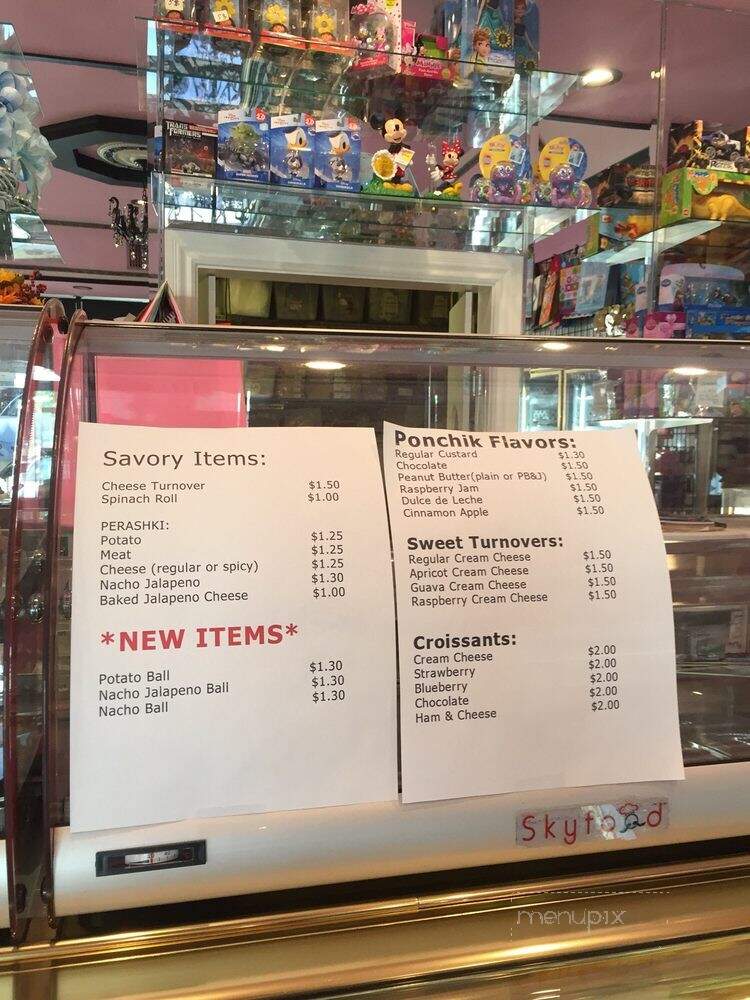 TRANSFORMERS
Savory Items:
Cheese Turnover $1.50
Spinach Roll $1.00
PERASHKI:
Potato $1.25
Meat $1.25
Cheese (regular or spicy) $1.25
Nacho Jalapeno $1.30
Baked Jalapeno Cheese $1.00
*NEW ITEMS*
Potato Ball $1.30
Nacho Jalapeno Ball $1.30
Nacho Ball $1.30
Ponchik Flavors:
Regular Custard $1.30
Chocolate $1.50
Peanut Butter(plain or PB&J) $1.50
Raspberry Jam $1.50
Dulce de Leche $1.50
Cinnamon Apple $1.50
Sweet Turnovers:
Regular Cream Cheese $1.50
Apricot Cream Cheese $1.50
Guava Cream Cheese $1.50
Raspberry Cream Cheese $1.50
Croissants:
Cream Cheese $2.00
Strawberry $2.00
Blueberry $2.00
Chocolate $2.00
Ham & Cheese $2.00
Skyfood
menupix